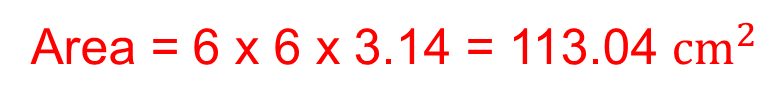 Area = 6 x 6 x 3.14 = 113.04 cm²